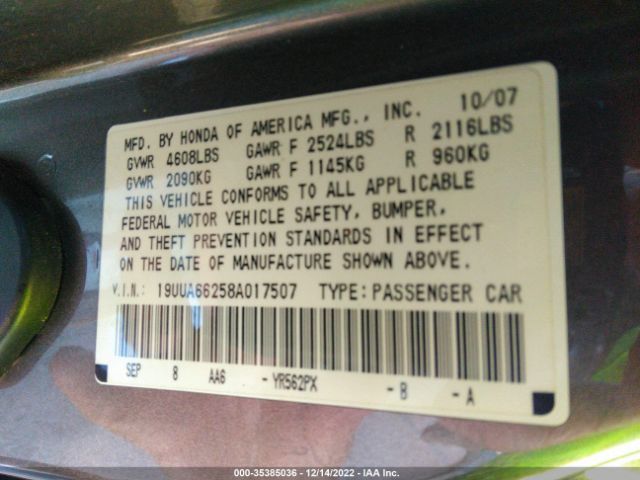 MFD. BY HONDA OF AMERICA MFG., INC. 10/07
GVWR 4608LBS GAWR F 2524LBS R 2116LBS
GVWR 2090KG GAWR F 1145KG R 960KG
THIS VEHICLE CONFORMS TO ALL APPLICABLE
FEDERAL MOTOR VEHICLE SAFETY, BUMPER,
AND THEFT PREVENTION STANDARDS IN EFFECT
ON THE DATE OF MANUFACTURE SHOWN ABOVE.
V.I.N.: 19UUA66258A017507 TYPE: PASSENGER CAR
SEP 8 AA6 -YR562PX -B -A
000-35385036 - 12/14/2022 - IAA Inc.